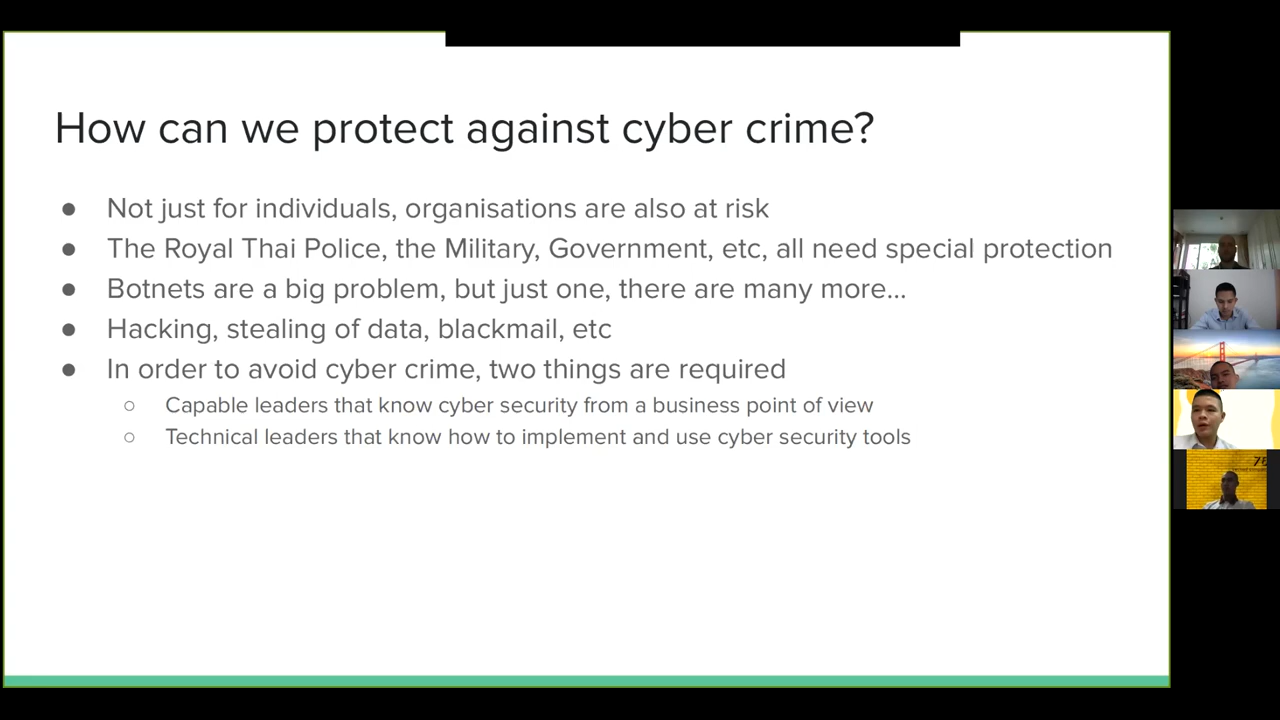 How can we protect against cyber crime?
● Not just for individuals, organisations are also at risk
● The Royal Thai Police, the Military, Government, etc, all need special protection
● Botnets are a big problem, but just one, there are many more...
● Hacking, stealing of data, blackmail, etc
● In order to avoid cyber crime, two things are required
○ Capable leaders that know cyber security from a business point of view
○ Technical leaders that know how to implement and use cyber security tools